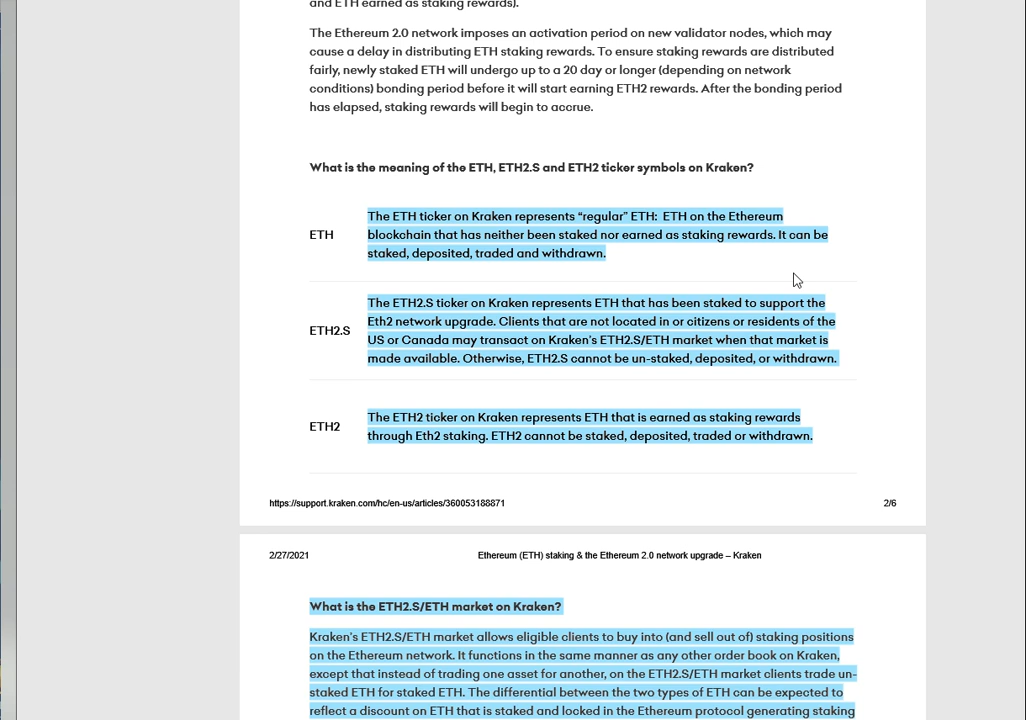 and ETH earned as staking rewards).
The Ethereum 2.0 network imposes an activation period on new validator nodes, which may
cause a delay in distributing ETH staking rewards. To ensure staking rewards are distributed
fairly, newly staked ETH will undergo up to a 20 day or longer (depending on network
conditions) bonding period before it will start earning ETH2 rewards. After the bonding period
has elapsed, staking rewards will begin to accrue.
What is the meaning of the ETH, ETH2.S and ETH2 ticker symbols on Kraken?
ETH
The ETH ticker on Kraken represents “regular” ETH:  ETH on the Ethereum
blockchain that has neither been staked nor earned as staking rewards. It can be
staked, deposited, traded and withdrawn.
ETH2.S
The ETH2.S ticker on Kraken represents ETH that has been staked to support the
Eth2 network upgrade. Clients that are not located in or citizens or residents of the
US or Canada may transact on Kraken's ETH2.S/ETH market when that market is
made available. Otherwise, ETH2.S cannot be un-staked, deposited, or withdrawn.
ETH2
The ETH2 ticker on Kraken represents ETH that is earned as staking rewards
through Eth2 staking. ETH2 cannot be staked, deposited, traded or withdrawn.
https://support.kraken.com/hc/en-us/articles/360053188871 2/6
2/27/2021 Ethereum (ETH) staking & the Ethereum 2.0 network upgrade – Kraken
What is the ETH2.S/ETH market on Kraken?
Kraken's ETH2.S/ETH market allows eligible clients to buy into (and sell out of) staking positions
on the Ethereum network. It functions in the same manner as any other order book on Kraken,
except that instead of trading one asset for another, on the ETH2.S/ETH market clients trade un-
staked ETH for staked ETH. The differential between the two types of ETH can be expected to
reflect a discount on ETH that is staked and locked in the Ethereum protocol generating staking